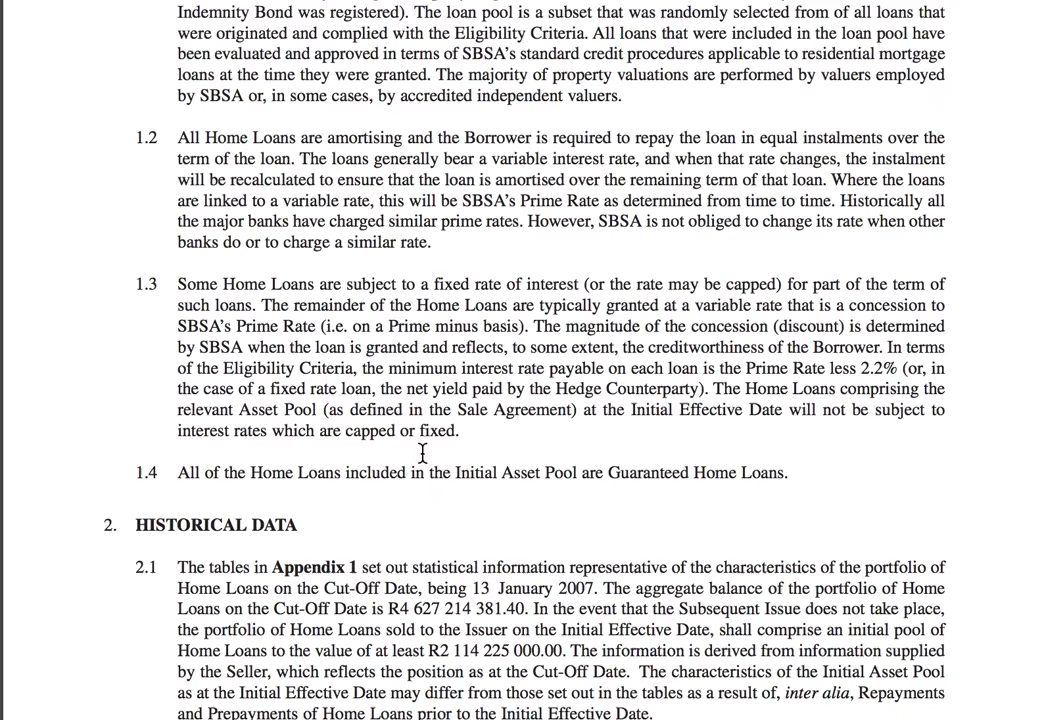 Indemnity Bond was registered). The loan pool is a subset that was randomly selected from of all loans that
were originated and complied with the Eligibility Criteria. All loans that were included in the loan pool have
been evaluated and approved in terms of SBSA's standard credit procedures applicable to residential mortgage
loans at the time they were granted. The majority of property valuations are performed by valuers employed
by SBSA or, in some cases, by accredited independent valuers.
1.2 All Home Loans are amortising and the Borrower is required to repay the loan in equal instalments over the
term of the loan. The loans generally bear a variable interest rate, and when that rate changes, the instalment
will be recalculated to ensure that the loan is amortised over the remaining term of that loan. Where the loans
are linked to a variable rate, this will be SBSA's Prime Rate as determined from time to time. Historically all
the major banks have charged similar prime rates. However, SBSA is not obliged to change its rate when other
banks do or to charge a similar rate.
1.3 Some Home Loans are subject to a fixed rate of interest (or the rate may be capped) for part of the term of
such loans. The remainder of the Home Loans are typically granted at a variable rate that is a concession to
SBSA's Prime Rate (i.e. on a Prime minus basis). The magnitude of the concession (discount) is determined
by SBSA when the loan is granted and reflects, to some extent, the creditworthiness of the Borrower. In terms
of the Eligibility Criteria, the minimum interest rate payable on each loan is the Prime Rate less 2.2% (or, in
the case of a fixed rate loan, the net yield paid by the Hedge Counterparty). The Home Loans comprising the
relevant Asset Pool (as defined in the Sale Agreement) at the Initial Effective Date will not be subject to
interest rates which are capped or fixed.
1.4 All of the Home Loans included in the Initial Asset Pool are Guaranteed Home Loans.
2. HISTORICAL DATA
2.1 The tables in Appendix 1 set out statistical information representative of the characteristics of the portfolio of
Home Loans on the Cut-Off Date, being 13 January 2007. The aggregate balance of the portfolio of Home
Loans on the Cut-Off Date is R4 627 214 381.40. In the event that the Subsequent Issue does not take place,
the portfolio of Home Loans sold to the Issuer on the Initial Effective Date, shall comprise an initial pool of
Home Loans to the value of at least R2 114 225 000.00. The information is derived from information supplied
by the Seller, which reflects the position as at the Cut-Off Date. The characteristics of the Initial Asset Pool
as at the Initial Effective Date may differ from those set out in the tables as a result of, inter alia, Repayments
and Prepayments of Home Loans prior to the Initial Effective Date.